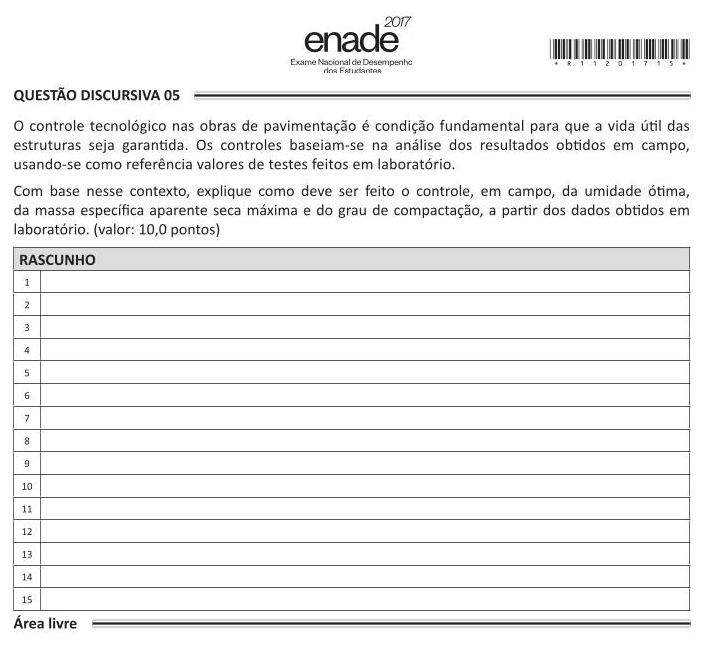 2017
enade
Exame Nacional de Desempenho
dos Estudantes
* R 1 1 2 0 1 7 1 5 *
QUESTÃO DISCURSIVA 05
O controle tecnológico nas obras de pavimentação é condição fundamental para que a vida útil das
estruturas seja garantida. Os controles baseiam-se na análise dos resultados obtidos em campo,
usando-se como referência valores de testes feitos em laboratório.
Com base nesse contexto, explique como deve ser feito o controle, em campo, da umidade ótima,
da massa específica aparente seca máxima e do grau de compactação, a partir dos dados obtidos em
laboratório. (valor: 10,0 pontos)
RASCUNHO
1
2
3
4
5
6
7
8
9
10
11
12
13
14
15
Área livre